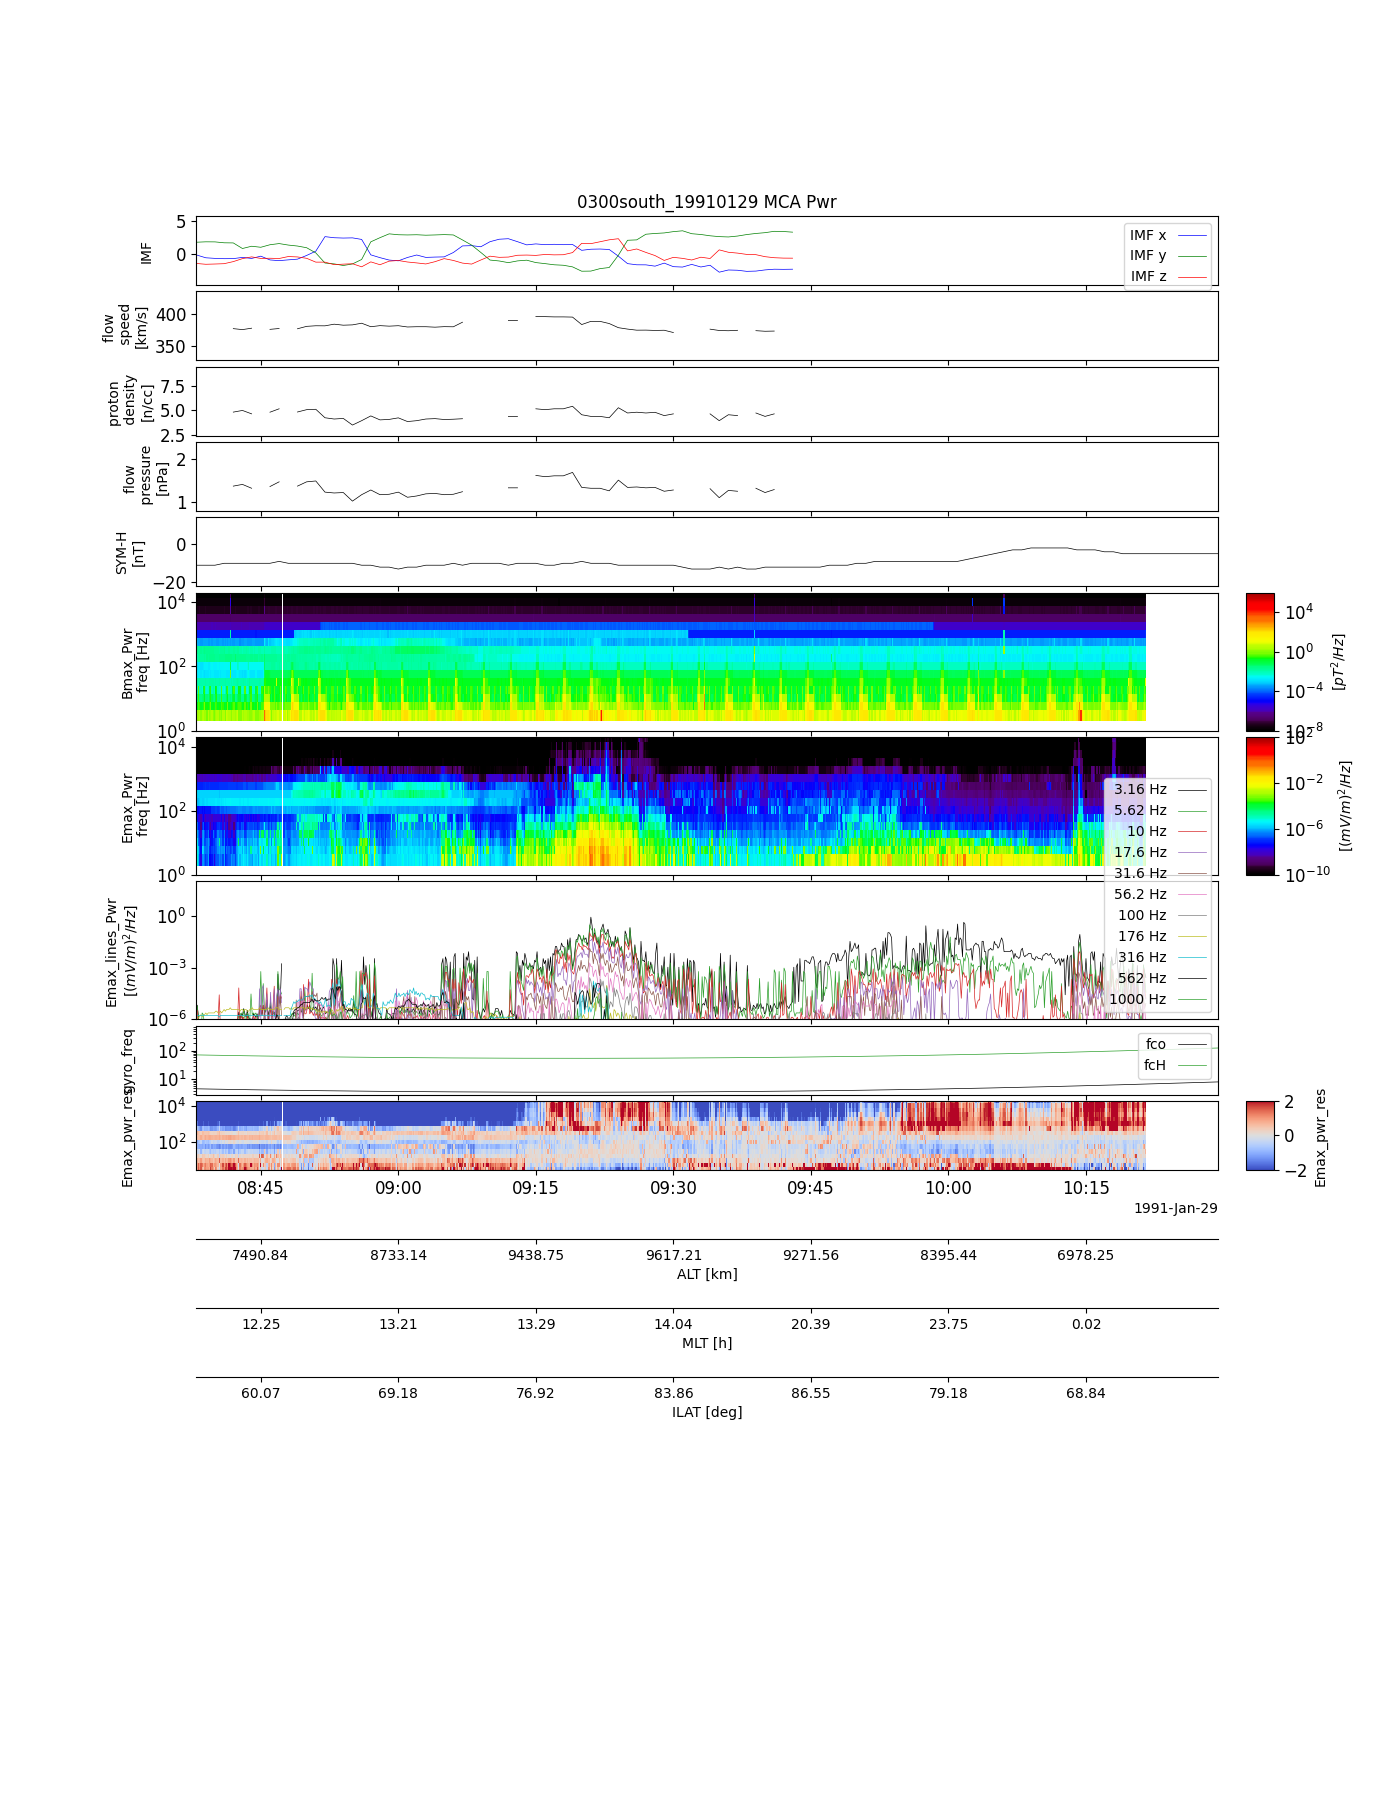 0300south_19910129 MCA Pwr
5
0
IMF
IMF x
IMF y
IMF z
400
350
flow
speed
[km/s]
7.5
5.0
2.5
proton
density
[n/cc]
2
1
flow
pressure
[nPa]
0
−20
SYM-H
[nT]
10^4
10^2
10^0
Bmax_Pwr
freq [Hz]
10^4
10^0
10^−4
10^−8
[pT^2/Hz]
10^4
10^2
10^0
Emax_Pwr
freq [Hz]
10^2
10^−2
10^−6
10^−10
[(mV/m)^2/Hz]
3.16 Hz
5.62 Hz
10 Hz
17.6 Hz
31.6 Hz
56.2 Hz
100 Hz
176 Hz
316 Hz
562 Hz
1000 Hz
10^0
10^−3
10^−6
Emax_lines_Pwr
[(mV/m)^2/Hz]
10^2
10^1
gyro_freq
fco
fcH
10^4
10^2
Emax_pwr_res
2
0
−2
Emax_pwr_res
08:45 09:00 09:15 09:30 09:45 10:00 10:15
1991-Jan-29
7490.84 8733.14 9438.75 9617.21 9271.56 8395.44 6978.25
ALT [km]
12.25 13.21 13.29 14.04 20.39 23.75 0.02
MLT [h]
60.07 69.18 76.92 83.86 86.55 79.18 68.84
ILAT [deg]